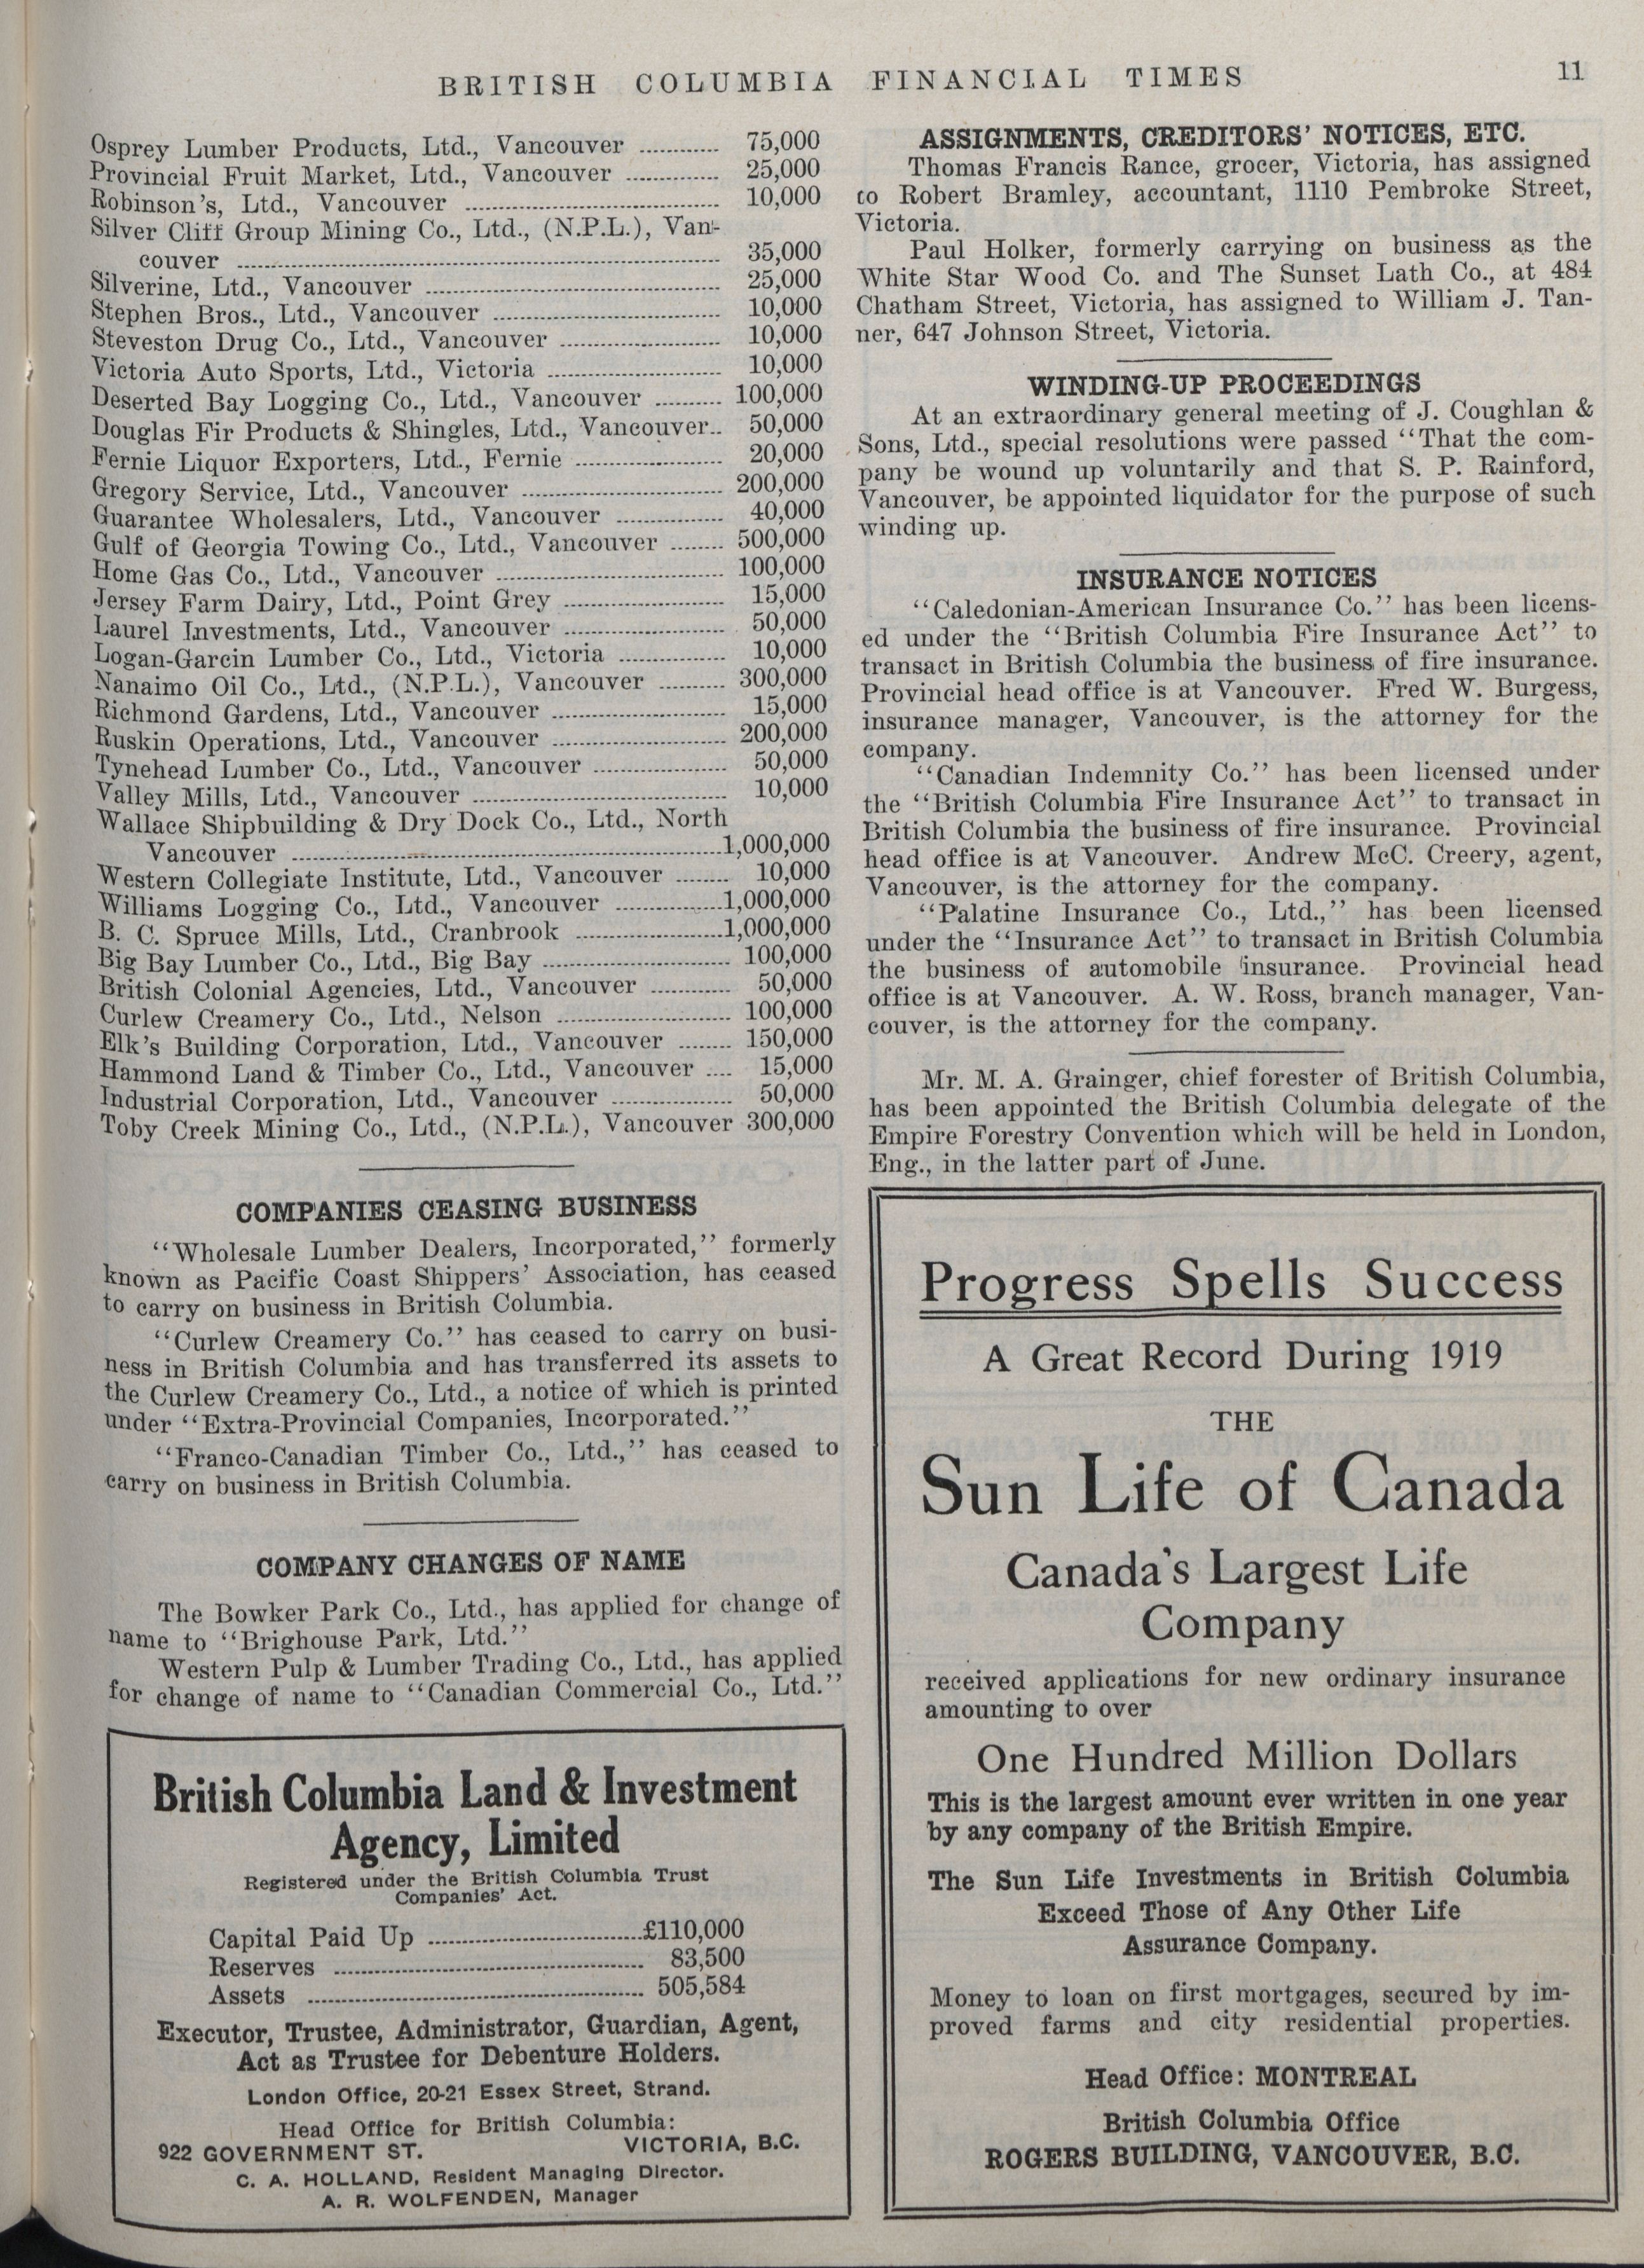 BRITISH COLUMBIA FINANCIAL TIMES 11
Osprey Lumber Products, Ltd., Vancouver ............ 75,000
Provincial Fruit Market, Ltd., Vancouver ............ 25,000
Robinson's, Ltd., Vancouver ............ 10,000
Silver Cliff Group Mining Co., Ltd., (N.P.L.), Van-
couver ............ 35,000
Silverine, Ltd., Vancouver ............ 25,000
Stephen Bros., Ltd., Vancouver ............ 10,000
Steveston Drug Co., Ltd., Vancouver ............ 10,000
Victoria Auto Sports, Ltd., Victoria ............ 10,000
Deserted Bay Logging Co., Ltd., Vancouver .......... 100,000
Douglas Fir Products & Shingles, Ltd., Vancouver.. 50,000
Fernie Liquor Exporters, Ltd., Fernie ............ 20,000
Gregory Service, Ltd., Vancouver ............ 200,000
Guarantee Wholesalers, Ltd., Vancouver ............ 40,000
Gulf of Georgia Towing Co., Ltd., Vancouver ........ 500,000
Home Gas Co., Ltd., Vancouver ............ 100,000
Jersey Farm Dairy, Ltd., Point Grey ............ 15,000
Laurel Investments, Ltd., Vancouver ............ 50,000
Logan-Garcin Lumber Co., Ltd., Victoria ............ 10,000
Nanaimo Oil Co., Ltd., (N.P.L.), Vancouver .......... 300,000
Richmond Gardens, Ltd., Vancouver ............ 15,000
Ruskin Operations, Ltd., Vancouver ............ 200,000
Tynehead Lumber Co., Ltd., Vancouver ............ 50,000
Valley Mills, Ltd., Vancouver ............ 10,000
Wallace Shipbuilding & Dry Dock Co., Ltd., North
Vancouver ............1,000,000
Western Collegiate Institute, Ltd., Vancouver ........ 10,000
Williams Logging Co., Ltd., Vancouver ............1,000,000
B. C. Spruce Mills, Ltd., Cranbrook ............1,000,000
Big Bay Lumber Co., Ltd., Big Bay ............ 100,000
British Colonial Agencies, Ltd., Vancouver ............ 50,000
Curlew Creamery Co., Ltd., Nelson ............ 100,000
Elk's Building Corporation, Ltd., Vancouver ........ 150,000
Hammond Land & Timber Co., Ltd., Vancouver .... 15,000
Industrial Corporation, Ltd., Vancouver ............ 50,000
Toby Creek Mining Co., Ltd., (N.P.L.), Vancouver 300,000
COMPANIES CEASING BUSINESS
"Wholesale Lumber Dealers, Incorporated," formerly
known as Pacific Coast Shippers' Association, has ceased
to carry on business in British Columbia.
"Curlew Creamery Co." has ceased to carry on busi-
ness in British Columbia and has transferred its assets to
the Curlew Creamery Co., Ltd., a notice of which is printed
under "Extra-Provincial Companies, Incorporated."
"Franco-Canadian Timber Co., Ltd.," has ceased to
carry on business in British Columbia.
COMPANY CHANGES OF NAME
The Bowker Park Co., Ltd., has applied for change of
name to "Brighouse Park, Ltd."
Western Pulp & Lumber Trading Co., Ltd., has applied
for change of name to "Canadian Commercial Co., Ltd."
British Columbia Land & Investment
Agency, Limited
Registered under the British Columbia Trust
Companies' Act.
Capital Paid Up ............£110,000
Reserves ............ 83,500
Assets ............ 505,584
Executor, Trustee, Administrator, Guardian, Agent,
Act as Trustee for Debenture Holders.
London Office, 20-21 Essex Street, Strand.
Head Office for British Columbia:
922 GOVERNMENT ST. VICTORIA, B.C.
C. A. HOLLAND, Resident Managing Director.
A. R. WOLFENDEN, Manager
ASSIGNMENTS, CREDITORS' NOTICES, ETC.
Thomas Francis Rance, grocer, Victoria, has assigned
to Robert Bramley, accountant, 1110 Pembroke Street,
Victoria.
Paul Holker, formerly carrying on business as the
White Star Wood Co. and The Sunset Lath Co., at 484
Chatham Street, Victoria, has assigned to William J. Tan-
ner, 647 Johnson Street, Victoria.
WINDING-UP PROCEEDINGS
At an extraordinary general meeting of J. Coughlan &
Sons, Ltd., special resolutions were passed "That the com-
pany be wound up voluntarily and that S. P. Rainford,
Vancouver, be appointed liquidator for the purpose of such
winding up.
INSURANCE NOTICES
"Caledonian-American Insurance Co." has been licens-
ed under the "British Columbia Fire Insurance Act" to
transact in British Columbia the business of fire insurance.
Provincial head office is at Vancouver. Fred W. Burgess,
insurance manager, Vancouver, is the attorney for the
company.
"Canadian Indemnity Co." has been licensed under
the "British Columbia Fire Insurance Act" to transact in
British Columbia the business of fire insurance. Provincial
head office is at Vancouver. Andrew McC. Creery, agent,
Vancouver, is the attorney for the company.
"Palatine Insurance Co., Ltd.," has been licensed
under the "Insurance Act" to transact in British Columbia
the business of automobile insurance. Provincial head
office is at Vancouver. A. W. Ross, branch manager, Van-
couver, is the attorney for the company.
Mr. M. A. Grainger, chief forester of British Columbia,
has been appointed the British Columbia delegate of the
Empire Forestry Convention which will be held in London,
Eng., in the latter part of June.
Progress Spells Success
A Great Record During 1919
THE
Sun Life of Canada
Canada's Largest Life
Company
received applications for new ordinary insurance
amounting to over
One Hundred Million Dollars
This is the largest amount ever written in one year
by any company of the British Empire.
The Sun Life Investments in British Columbia
Exceed Those of Any Other Life
Assurance Company.
Money to loan on first mortgages, secured by im-
proved farms and city residential properties.
Head Office: MONTREAL
British Columbia Office
ROGERS BUILDING, VANCOUVER, B.C.